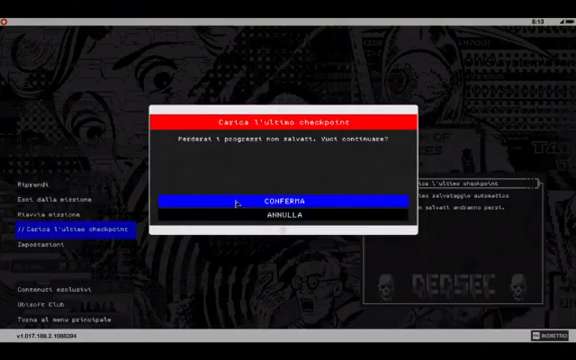 8:13
Carica l'ultimo checkpoint
Perderai i progressi non salvati. Vuoi continuare?
CONFERMA
ANNULLA
Riprendi
Esci dalla missione
Riavvia missione
//Carica l'ultimo checkpoint
Impostazioni
Contenuti esclusivi
Ubisoft Club
Torna al menu principale
ica l'ultimo checkpoint
imo salvataggio automatico
n salvati andranno persi.
DEDSEC
v1.017.189.2.1088394
INDIETRO